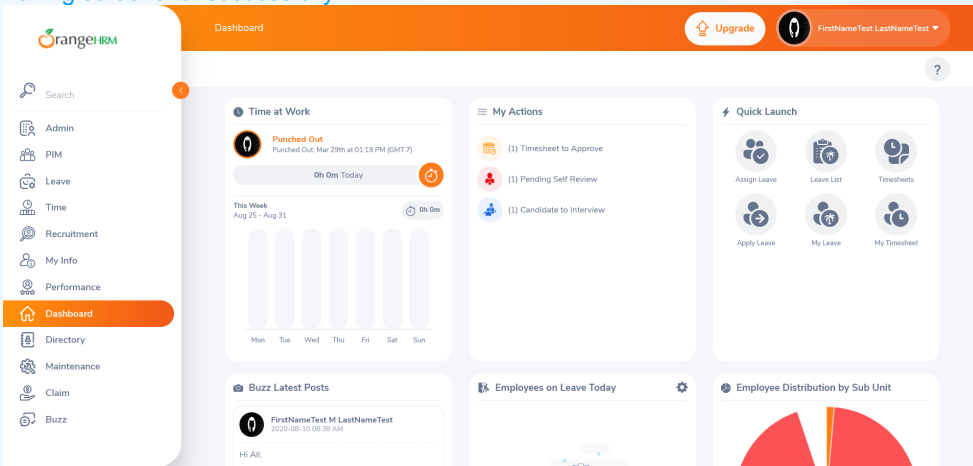 OrangeHRM
Dashboard
Upgrade
FirstNameTest LastNameTest
?
Search
Admin
PIM
Leave
Time
Recruitment
My Info
Performance
Dashboard
Directory
Maintenance
Claim
Buzz
Time at Work
Punched Out
Punched Out: Mar 29th at 01:19 PM (GMT 7)
0h 0m Today
This Week
Aug 25 - Aug 31
0h 0m
Mon Tue Wed Thu Fri Sat Sun
My Actions
(1) Timesheet to Approve
(1) Pending Self Review
(1) Candidate to Interview
Quick Launch
Assign Leave Leave List Timesheets
Apply Leave My Leave My Timesheet
Buzz Latest Posts
FirstNameTest M LastNameTest
2020-08-10 08:38 AM
Hi All;
Employees on Leave Today
Employee Distribution by Sub Unit